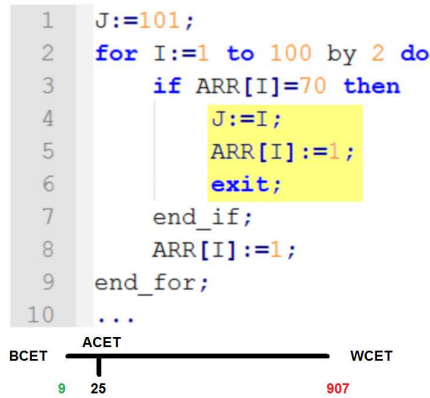 1 J:=101;
2 for I:=1 to 100 by 2 do
3 if ARR[I]=70 then
4 J:=I;
5 ARR[I]:=1;
6 exit;
7 end_if;
8 ARR[I]:=1;
9 end_for;
10 ...
ACET
BCET WCET
9 25 907